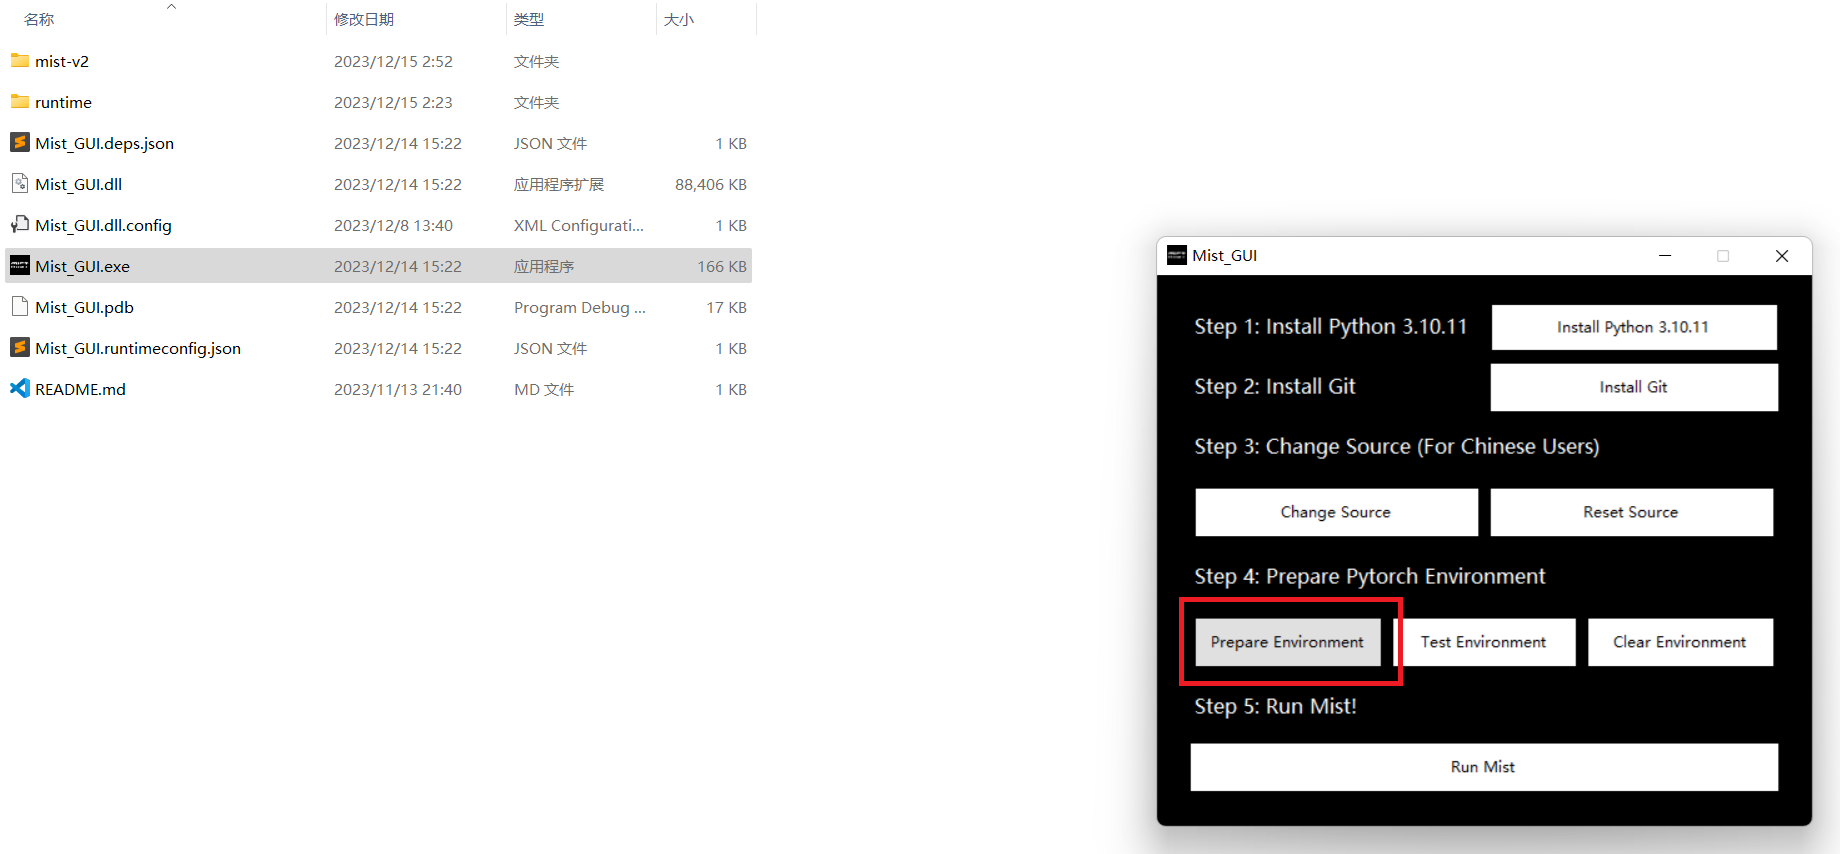 名称 修改日期 类型 大小
mist-v2 2023/12/15 2:52 文件夹
runtime 2023/12/15 2:23 文件夹
Mist_GUI.deps.json 2023/12/14 15:22 JSON 文件 1 KB
Mist_GUI.dll 2023/12/14 15:22 应用程序扩展 88,406 KB
Mist_GUI.dll.config 2023/12/8 13:40 XML Configurati... 1 KB
Mist_GUI.exe 2023/12/14 15:22 应用程序 166 KB
Mist_GUI.pdb 2023/12/14 15:22 Program Debug ... 17 KB
Mist_GUI.runtimeconfig.json 2023/12/14 15:22 JSON 文件 1 KB
README.md 2023/11/13 21:40 MD 文件 1 KB
Mist_GUI
Step 1: Install Python 3.10.11 Install Python 3.10.11
Step 2: Install Git Install Git
Step 3: Change Source (For Chinese Users)
Change Source Reset Source
Step 4: Prepare Pytorch Environment
Prepare Environment Test Environment Clear Environment
Step 5: Run Mist!
Run Mist